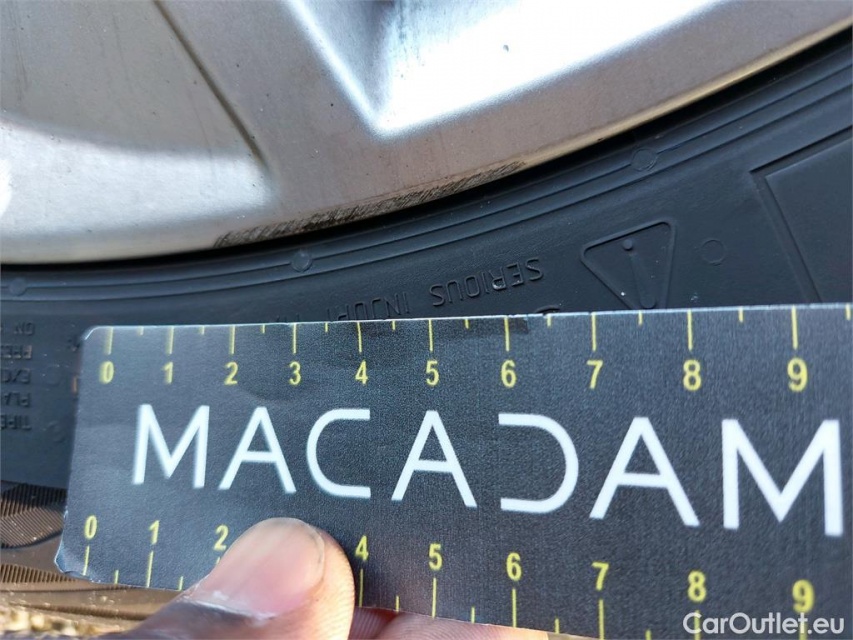 SERIOUS INJURY
0 1 2 3 4 5 6 7 8 9
MACADAM
0 1 2 4 5 6 7 8 9
CarOutlet.eu